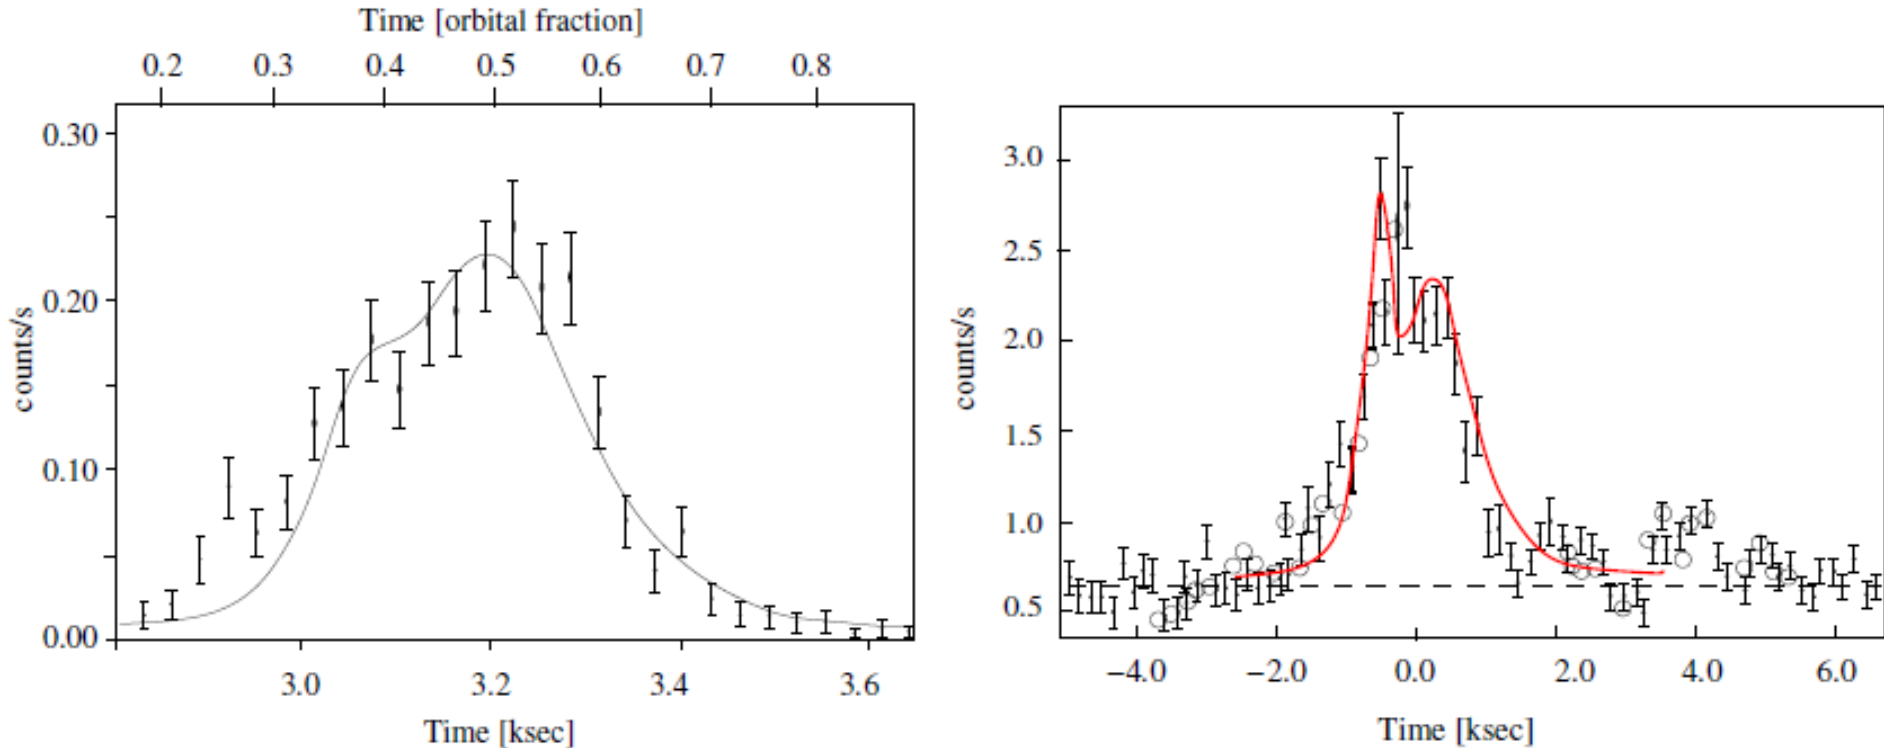 Time [orbital fraction]
0.2 0.3 0.4 0.5 0.6 0.7 0.8
0.30
0.20
0.10
0.00
counts/s
3.0 3.2 3.4 3.6
Time [ksec]
3.0
2.5
2.0
1.5
1.0
0.5
counts/s
−4.0 −2.0 0.0 2.0 4.0 6.0
Time [ksec]